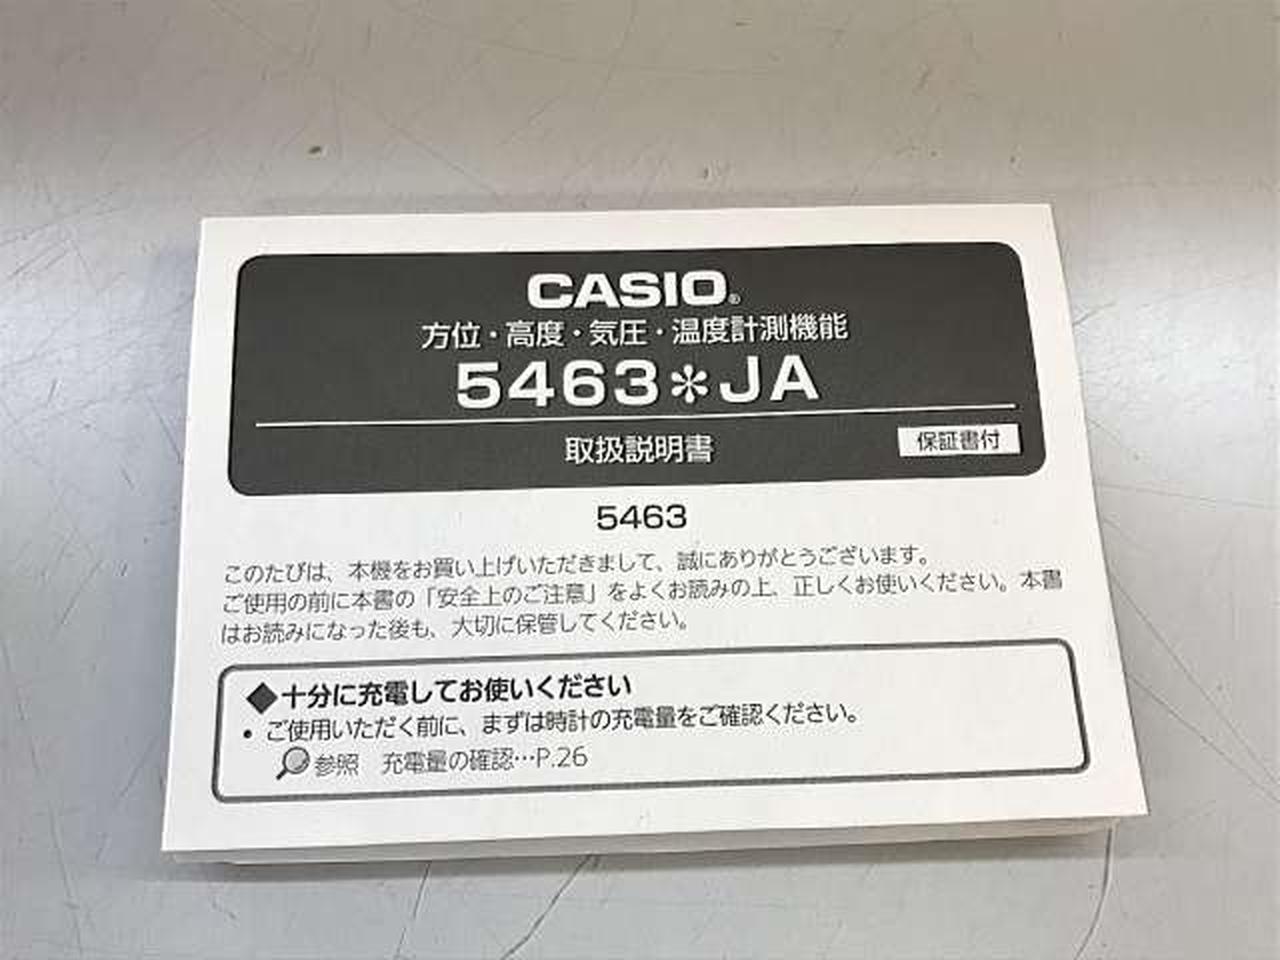 CASIO®
方位・高度・気圧・温度計測機能
5463✻JA
取扱説明書
保証書付
5463
このたびは、本機をお買い上げいただきまして、誠にありがとうございます。
ご使用の前に本書の「安全上のご注意」をよくお読みの上、正しくお使いください。本書
はお読みになった後も、大切に保管してください。
◆十分に充電してお使いください
• ご使用いただく前に、まずは時計の充電量をご確認ください。
参照 充電量の確認…P.26